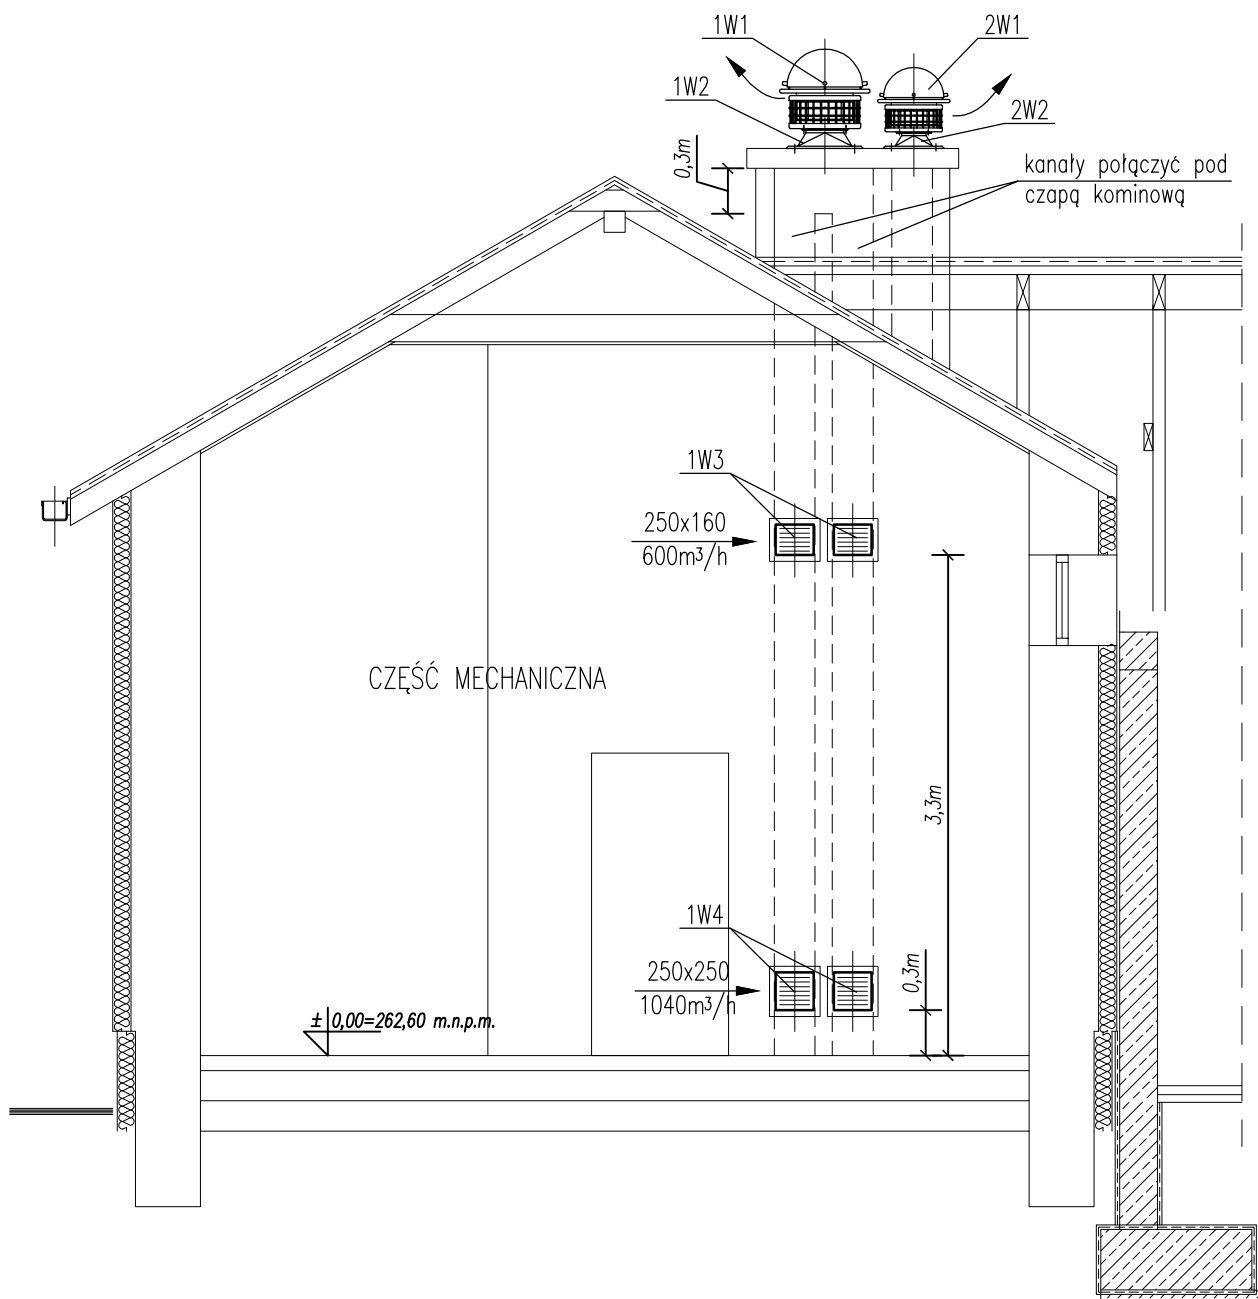 1W1
2W1
1W2
2W2
0,3m
kanały połączyć pod
czapą kominową
1W3
250x160
600m³/h
CZĘŚĆ MECHANICZNA
3,3m
1W4
250x250
1040m³/h
0,3m
± 0,00=262,60 m.n.p.m.